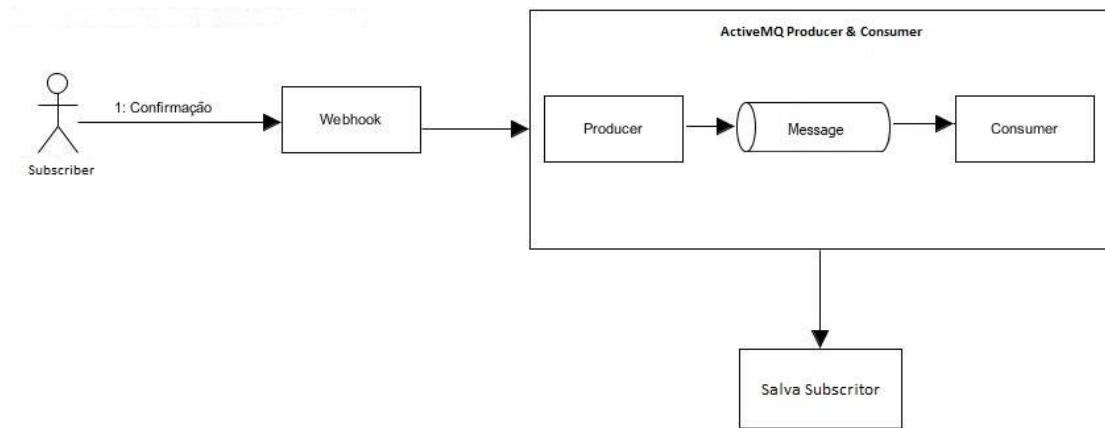 ActiveMQ Producer & Consumer
1: Confirmação
Webhook
Producer
Message
Consumer
Subscriber
Salva Subscritor